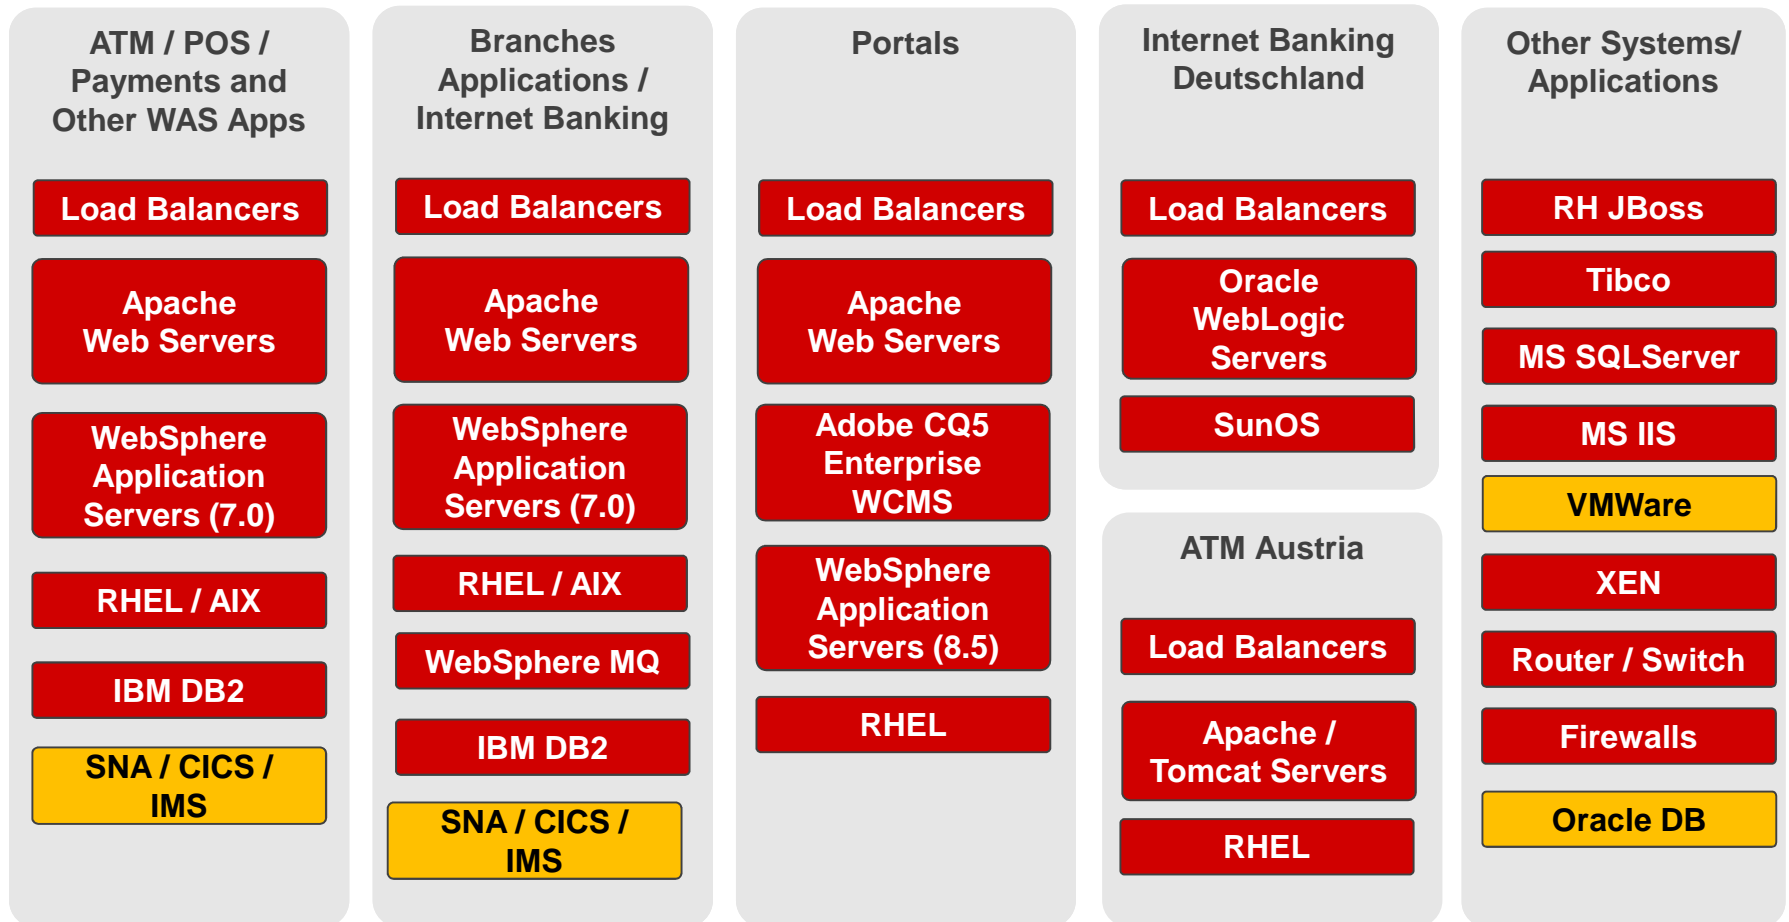 ATM / POS /
Payments and
Other WAS Apps
Load Balancers
Apache
Web Servers
WebSphere
Application
Servers (7.0)
RHEL / AIX
IBM DB2
SNA / CICS /
IMS
Branches
Applications /
Internet Banking
Load Balancers
Apache
Web Servers
WebSphere
Application
Servers (7.0)
RHEL / AIX
WebSphere MQ
IBM DB2
SNA / CICS /
IMS
Portals
Load Balancers
Apache
Web Servers
Adobe CQ5
Enterprise
WCMS
WebSphere
Application
Servers (8.5)
RHEL
Internet Banking
Deutschland
Load Balancers
Oracle
WebLogic
Servers
SunOS
ATM Austria
Load Balancers
Apache /
Tomcat Servers
RHEL
Other Systems/
Applications
RH JBoss
Tibco
MS SQLServer
MS IIS
VMWare
XEN
Router / Switch
Firewalls
Oracle DB